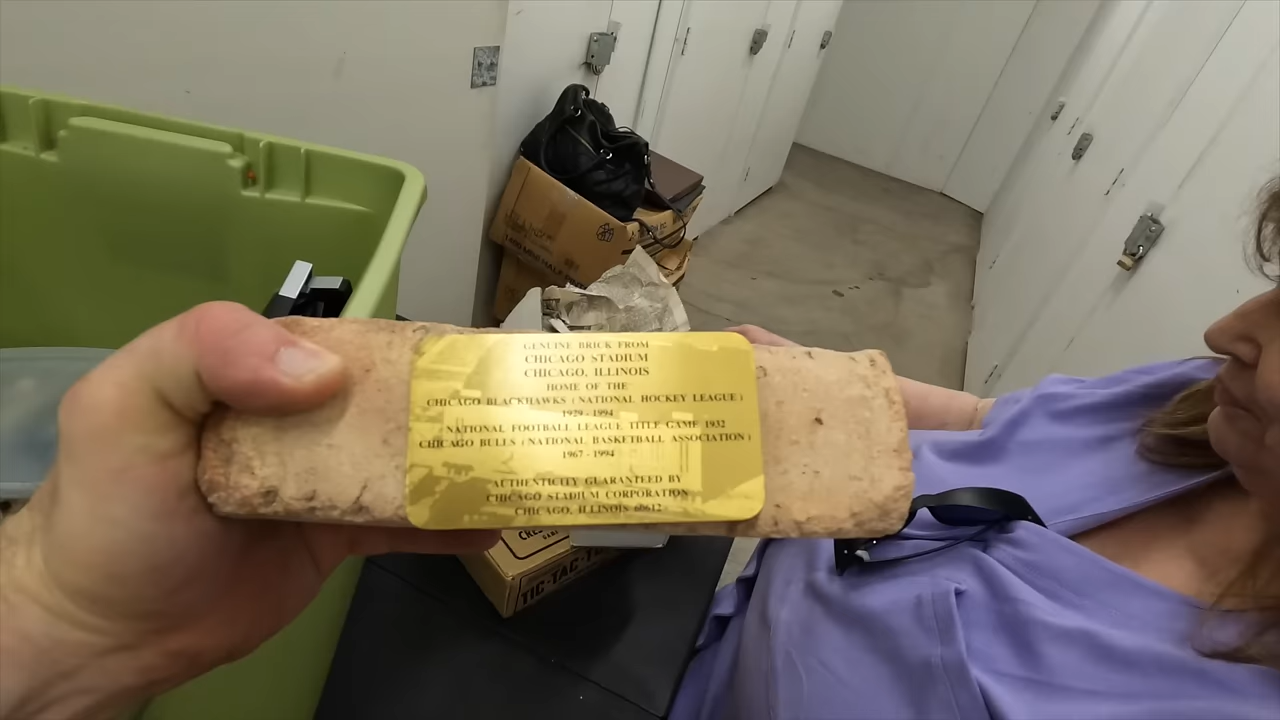 GENUINE BRICK FROM
CHICAGO STADIUM
CHICAGO, ILLINOIS
HOME OF THE
CHICAGO BLACKHAWKS (NATIONAL HOCKEY LEAGUE)
1929 - 1994
NATIONAL FOOTBALL LEAGUE TITLE GAME 1932
CHICAGO BULLS (NATIONAL BASKETBALL ASSOCIATION)
1967 - 1994
AUTHENTICITY GUARANTEED BY
CHICAGO STADIUM CORPORATION
CHICAGO, ILLINOIS 60612
TIC-TAC-T